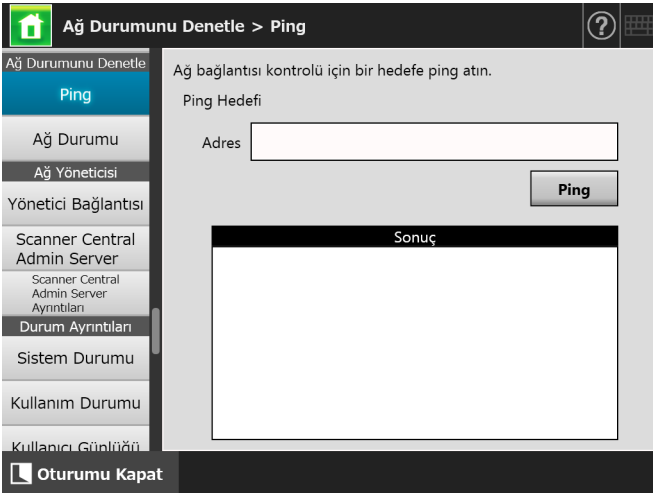 Ağ Durumunu Denetle > Ping
?
Ağ Durumunu Denetle
Ping
Ağ Durumu
Ağ Yöneticisi
Yönetici Bağlantısı
Scanner Central
Admin Server
Scanner Central
Admin Server
Ayrıntıları
Durum Ayrıntıları
Sistem Durumu
Kullanım Durumu
Kullanıcı Günlüğü
Ağ bağlantısı kontrolü için bir hedefe ping atın.
Ping Hedefi
Adres
Ping
Sonuç
Oturumu Kapat